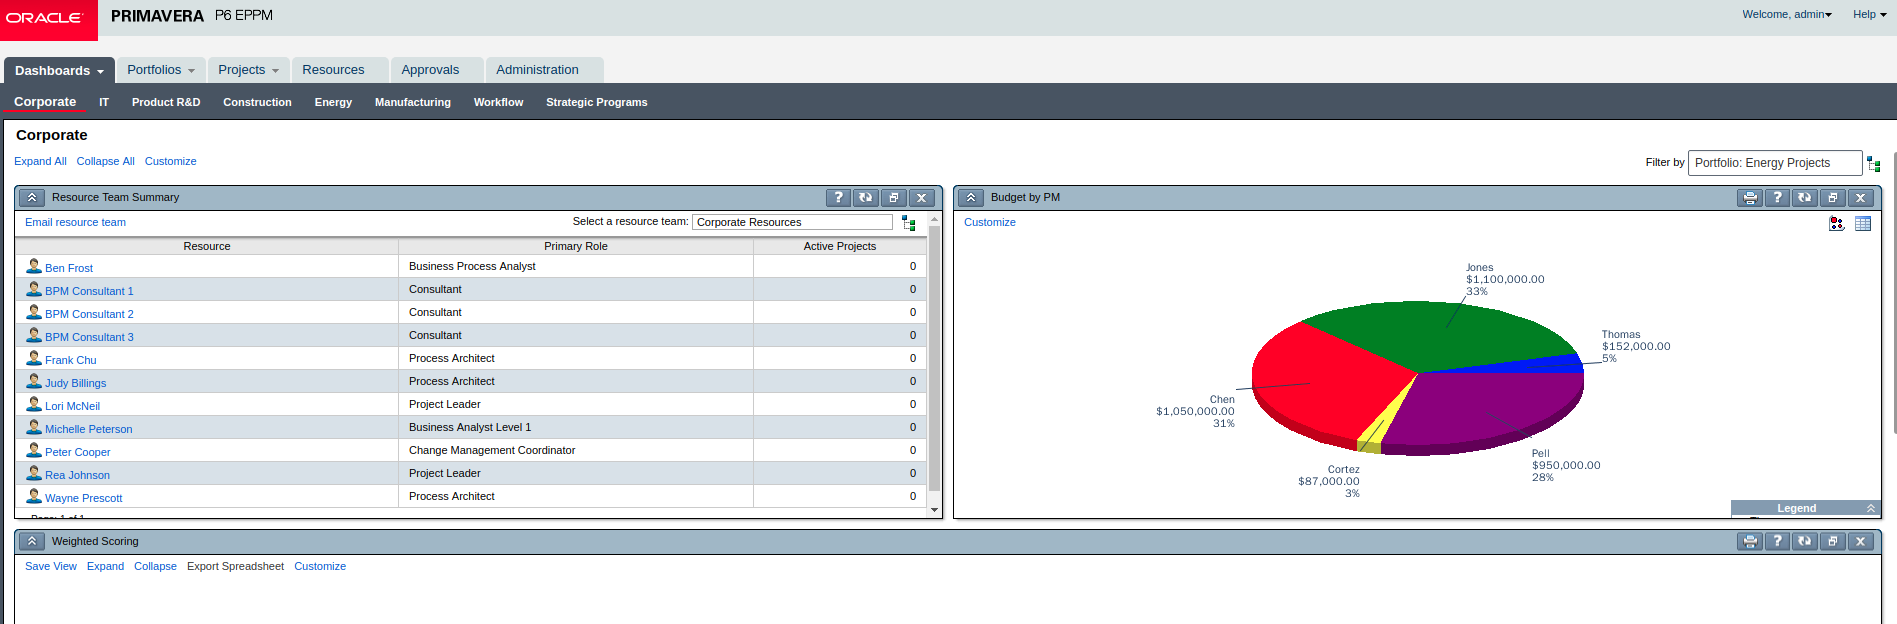 ORACLE
PRIMAVERA P6 EPPM
Welcome, admin Help
Dashboards Portfolios Projects Resources Approvals Administration
Corporate IT Product R&D Construction Energy Manufacturing Workflow Strategic Programs
Corporate
Expand All Collapse All Customize
Filter by Portfolio: Energy Projects
Resource Team Summary
Email resource team
Select a resource team: Corporate Resources
Resource Primary Role Active Projects
Ben Frost Business Process Analyst 0
BPM Consultant 1 Consultant 0
BPM Consultant 2 Consultant 0
BPM Consultant 3 Consultant 0
Frank Chu Process Architect 0
Judy Billings Process Architect 0
Lori McNeil Project Leader 0
Michelle Peterson Business Analyst Level 1 0
Peter Cooper Change Management Coordinator 0
Rea Johnson Project Leader 0
Wayne Prescott Process Architect 0
Page: 1 of 1
Budget by PM
Customize
Jones
$1,100,000.00
33%
Thomas
$152,000.00
5%
Chen
$1,050,000.00
31%
Cortez
$87,000.00
3%
Pell
$950,000.00
28%
Legend
Weighted Scoring
Save View Expand Collapse Export Spreadsheet Customize